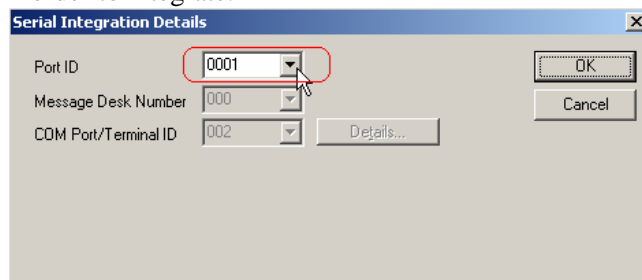 Serial Integration Details
Port ID 0001 OK
Message Desk Number 000 Cancel
COM Port/Terminal ID 002 Details...